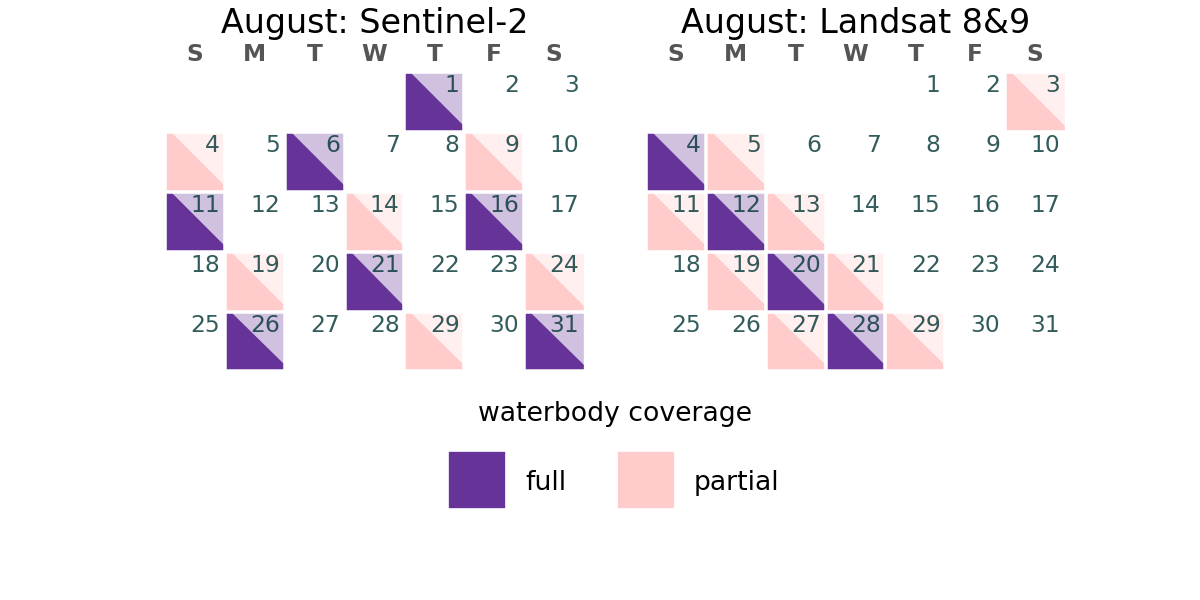 August: Sentinel-2
S M T W T F S
1 2 3
4 5 6 7 8 9 10
11 12 13 14 15 16 17
18 19 20 21 22 23 24
25 26 27 28 29 30 31
August: Landsat 8&9
S M T W T F S
1 2 3
4 5 6 7 8 9 10
11 12 13 14 15 16 17
18 19 20 21 22 23 24
25 26 27 28 29 30 31
waterbody coverage
full partial